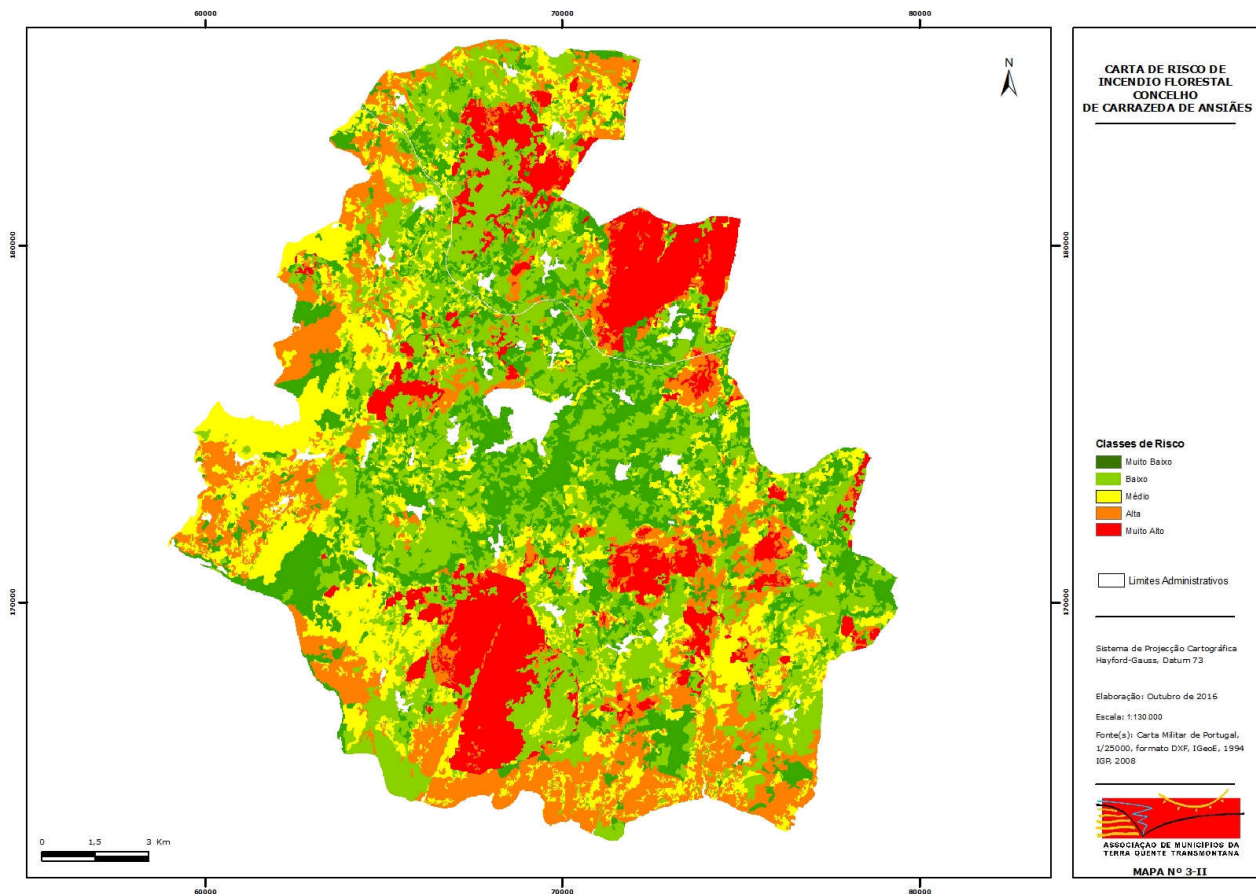 60000
70000
80000
N
180000
180000
170000
170000
0 1,5 3 Km
60000
70000
80000
CARTA DE RISCO DE
INCENDIO FLORESTAL
CONCELHO
DE CARRAZEDA DE ANSIÃES
Classes de Risco
Muito Baixo
Baixo
Médio
Alta
Muito Alto
Limites Administrativos
Sistema de Projecção Cartográfica
Hayford-Gauss, Datum 73
Elaboração: Outubro de 2016
Escala: 1:130 000
Fonte(s): Carta Militar de Portugal,
1/25000, formato DXF, IGeoE, 1994
IGP, 2008
ASSOCIAÇÃO DE MUNICÍPIOS DA
TERRA QUENTE TRANSMONTANA
MAPA Nº 3-II